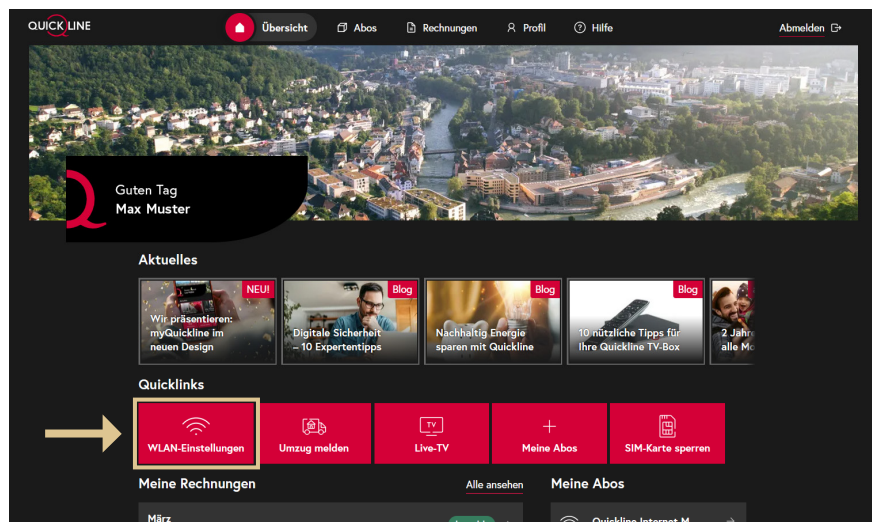 QUICKLINE
Übersicht
Abos
Rechnungen
Profil
Hilfe
Abmelden
Guten Tag
Max Muster
Aktuelles
NEU!
Wir präsentieren:
myQuickline im
neuen Design
Blog
Digitale Sicherheit
– 10 Expertentipps
Blog
Nachhaltig Energie
sparen mit Quickline
Blog
10 nützliche Tipps für
Ihre Quickline TV-Box
2 Jahr
alle Mo
Quicklinks
WLAN-Einstellungen
Umzug melden
TV
Live-TV
Meine Abos
SIM-Karte sperren
Meine Rechnungen
Alle ansehen
Meine Abos
März
Quickline Internet M